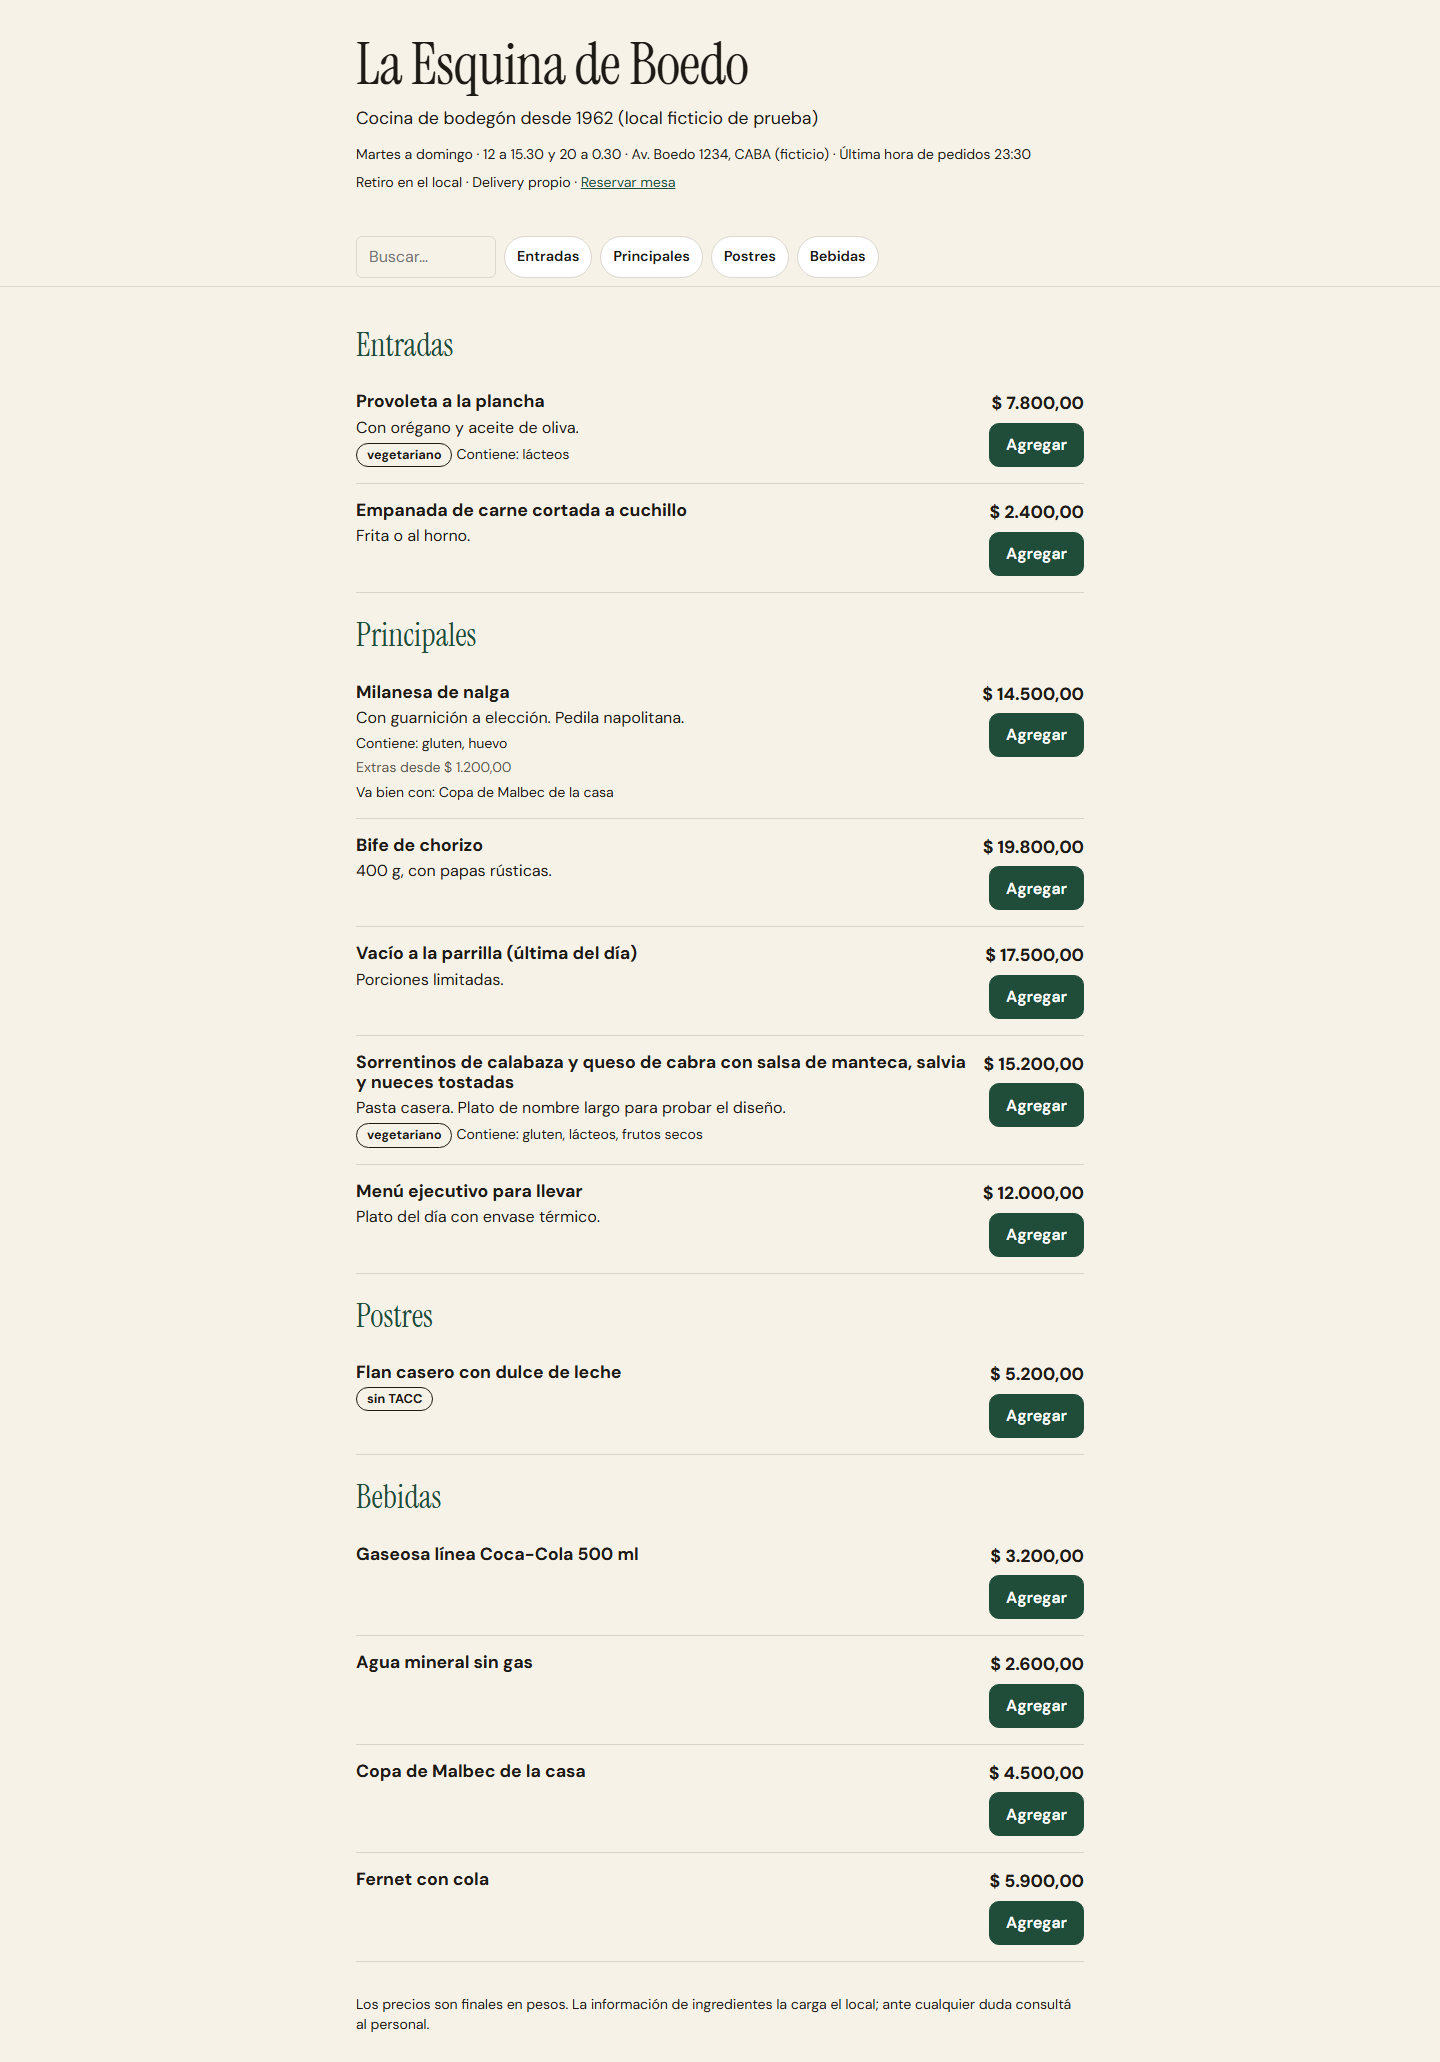 La Esquina de Boedo
Cocina de bodegón desde 1962 (local ficticio de prueba)
Martes a domingo · 12 a 15.30 y 20 a 0.30 · Av. Boedo 1234, CABA (ficticio) · Última hora de pedidos 23:30
Retiro en el local · Delivery propio · Reservar mesa
Buscar...
Entradas
Principales
Postres
Bebidas
Entradas
Provoleta a la plancha
$ 7.800,00
Con orégano y aceite de oliva.
Agregar
vegetariano Contiene: lácteos
Empanada de carne cortada a cuchillo
$ 2.400,00
Frita o al horno.
Agregar
Principales
Milanesa de nalga
$ 14.500,00
Con guarnición a elección. Pedila napolitana.
Agregar
Contiene: gluten, huevo
Extras desde $ 1.200,00
Va bien con: Copa de Malbec de la casa
Bife de chorizo
$ 19.800,00
400 g, con papas rústicas.
Agregar
Vacío a la parrilla (última del día)
$ 17.500,00
Porciones limitadas.
Agregar
Sorrentinos de calabaza y queso de cabra con salsa de manteca, salvia
y nueces tostadas
$ 15.200,00
Pasta casera. Plato de nombre largo para probar el diseño.
Agregar
vegetariano Contiene: gluten, lácteos, frutos secos
Menú ejecutivo para llevar
$ 12.000,00
Plato del día con envase térmico.
Agregar
Postres
Flan casero con dulce de leche
$ 5.200,00
sin TACC
Agregar
Bebidas
Gaseosa línea Coca-Cola 500 ml
$ 3.200,00
Agregar
Agua mineral sin gas
$ 2.600,00
Agregar
Copa de Malbec de la casa
$ 4.500,00
Agregar
Fernet con cola
$ 5.900,00
Agregar
Los precios son finales en pesos. La información de ingredientes la carga el local; ante cualquier duda consultá
al personal.